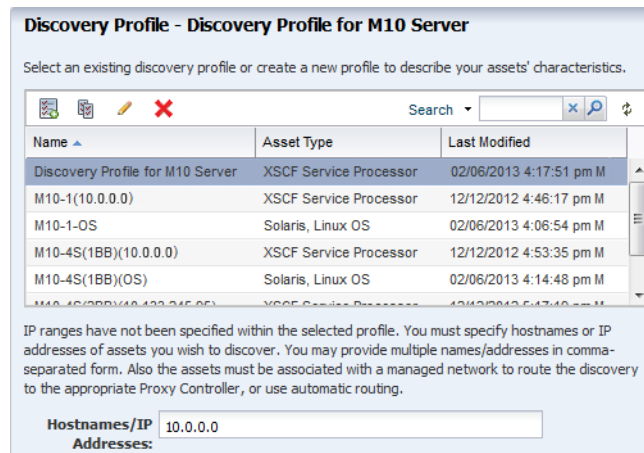 Discovery Profile - Discovery Profile for M10 Server
Select an existing discovery profile or create a new profile to describe your assets' characteristics.
Search
Name Asset Type Last Modified
Discovery Profile for M10 Server XSCF Service Processor 02/06/2013 4:17:51 pm M
M10-1(10.0.0.0) XSCF Service Processor 12/12/2012 4:46:17 pm M
M10-1-OS Solaris, Linux OS 02/06/2013 4:06:54 pm M
M10-4S(1BB)(10.0.0.0) XSCF Service Processor 12/12/2012 4:53:35 pm M
M10-4S(1BB)(OS) Solaris, Linux OS 02/06/2013 4:14:48 pm M
XSCF Service Processor
IP ranges have not been specified within the selected profile. You must specify hostnames or IP
addresses of assets you wish to discover. You may provide multiple names/addresses in comma-
separated form. Also the assets must be associated with a managed network to route the discovery
to the appropriate Proxy Controller, or use automatic routing.
Hostnames/IP 10.0.0.0
Addresses: